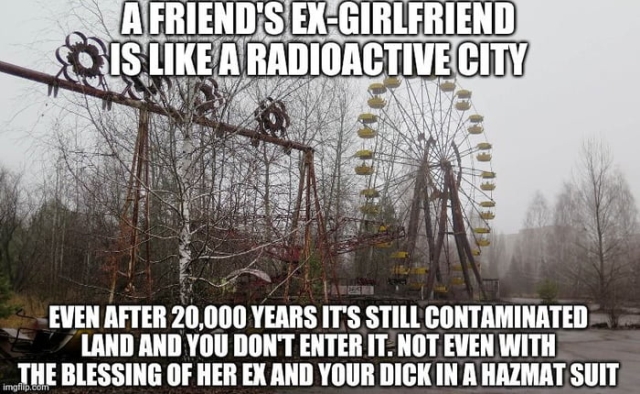 A FRIEND'S EX-GIRLFRIEND
IS LIKE A RADIOACTIVE CITY
EVEN AFTER 20,000 YEARS IT'S STILL CONTAMINATED
LAND AND YOU DON'T ENTER IT. NOT EVEN WITH
THE BLESSING OF HER EX AND YOUR DICK IN A HAZMAT SUIT
imgflip.com